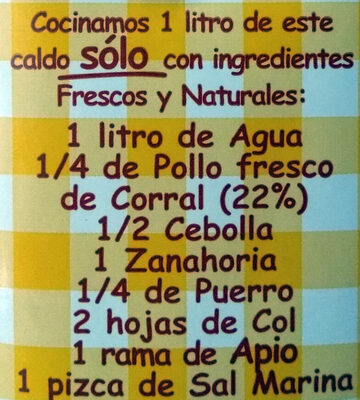 Cocinamos 1 litro de este
caldo sólo con ingredientes
Frescos y Naturales:
1 litro de Agua
1/4 de Pollo fresco
de Corral (22%)
1/2 Cebolla
1 Zanahoria
1/4 de Puerro
2 hojas de Col
1 rama de Apio
1 pizca de Sal Marina